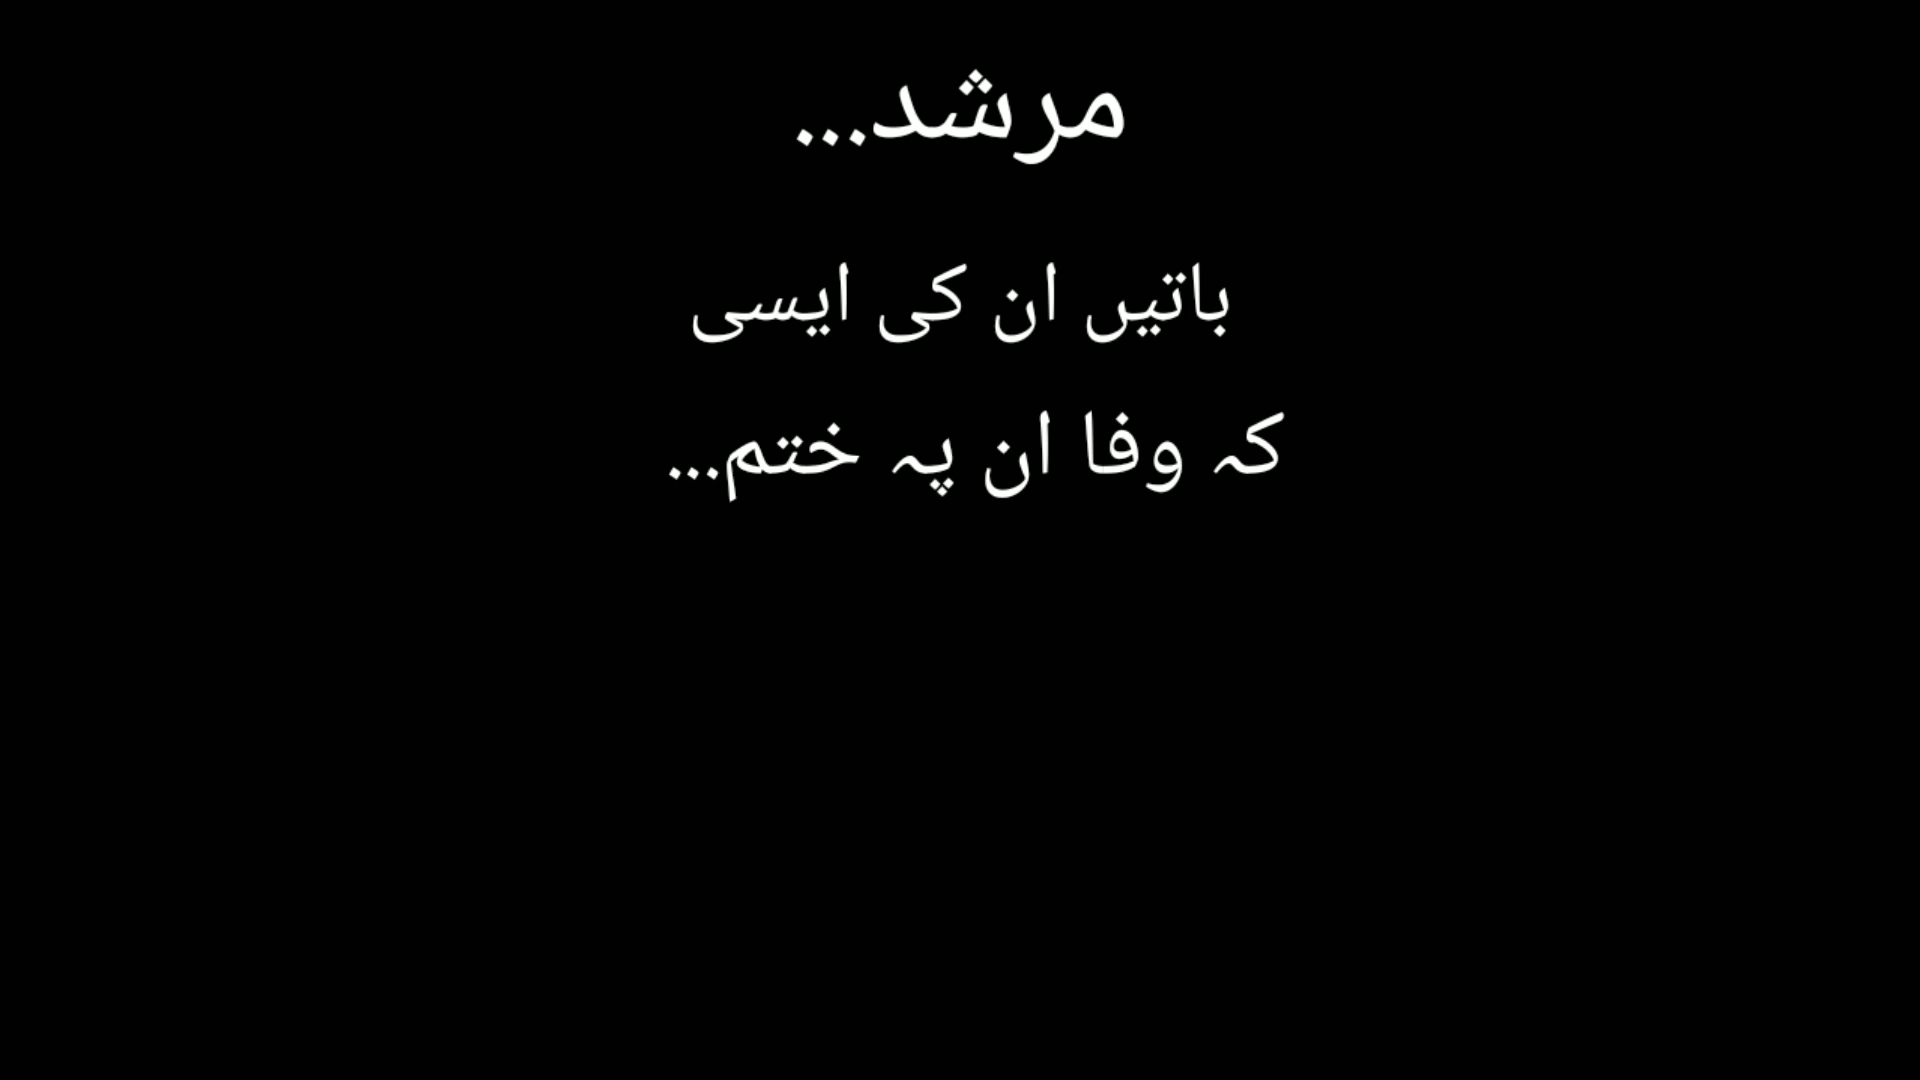 مرشد...
باتیں ان کی ایسی
کہ وفا ان پہ ختم...